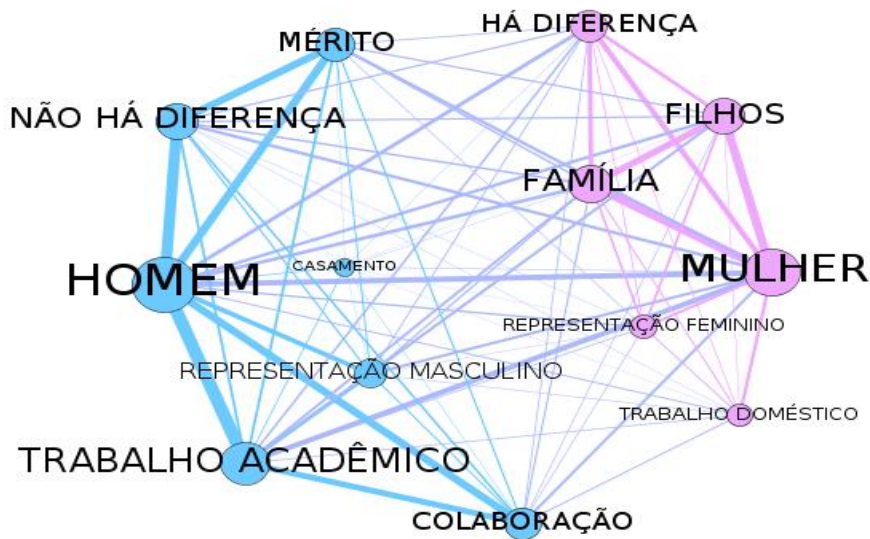 HÁ DIFERENÇA
MÉRITO
NÃO HÁ DIFERENÇA
FILHOS
FAMÍLIA
HOMEM
CASAMENTO
MULHER
REPRESENTAÇÃO FEMININO
REPRESENTAÇÃO MASCULINO
TRABALHO DOMÉSTICO
TRABALHO ACADÊMICO
COLABORAÇÃO